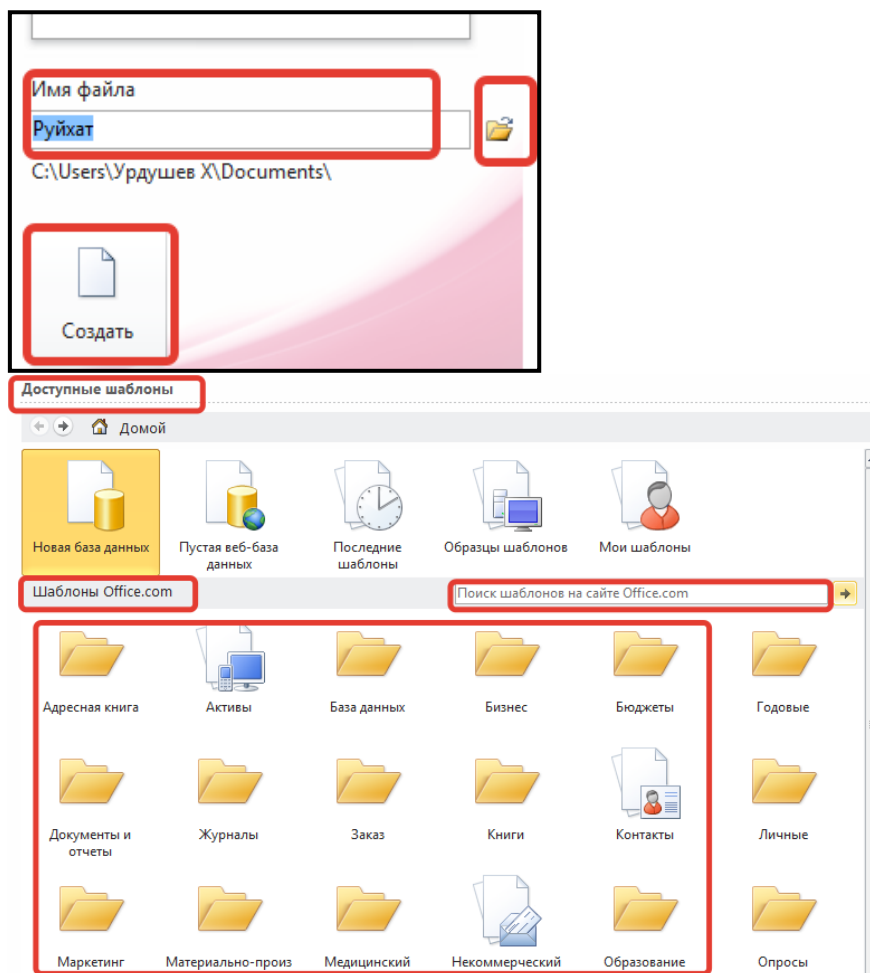 Имя файла
Руйхат
C:\Users\Урдушев Х\Documents\
Создать
Доступные шаблоны
Домой
Новая база данных
Пустая веб-база данных
Последние шаблоны
Образцы шаблонов
Мои шаблоны
Шаблоны Office.com
Поиск шаблонов на сайте Office.com
Адресная книга
Активы
База данных
Бизнес
Бюджеты
Годовые
Документы и отчеты
Журналы
Заказ
Книги
Контакты
Личные
Маркетинг
Материально-произ
Медицинский
Некоммерческий
Образование
Опросы